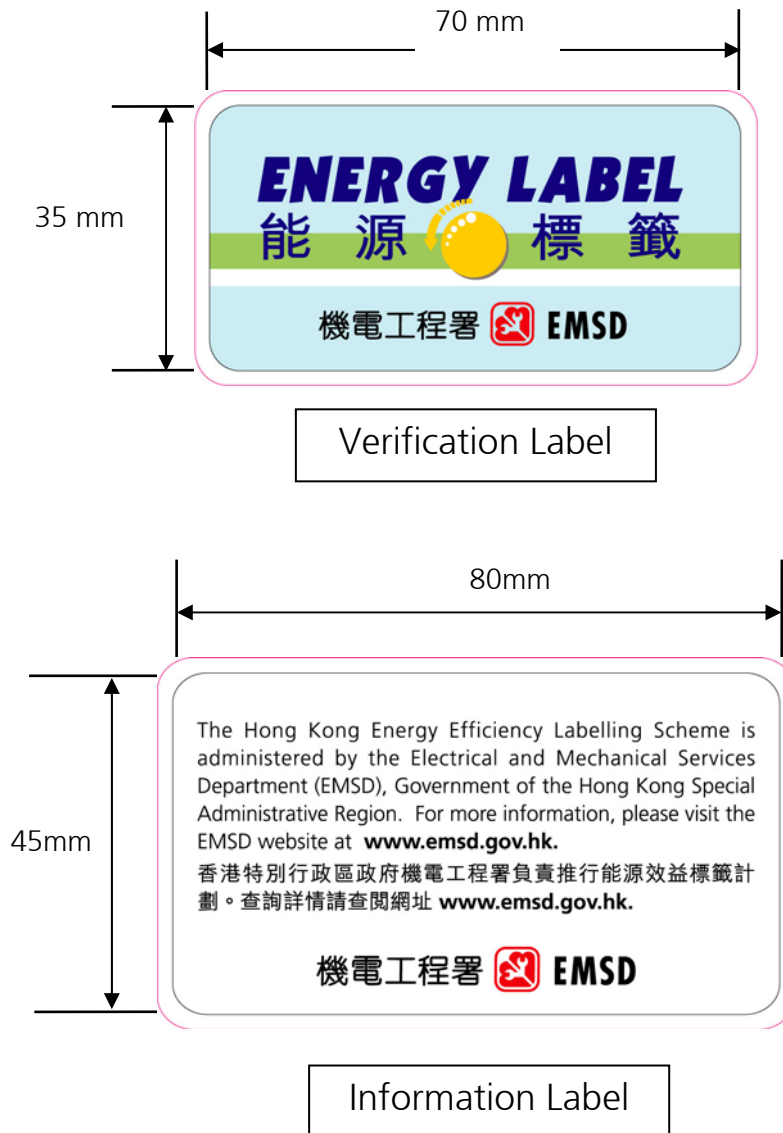 70 mm
35 mm
ENERGY LABEL
能源標籤
機電工程署 EMSD
Verification Label
80mm
45mm
The Hong Kong Energy Efficiency Labelling Scheme is
administered by the Electrical and Mechanical Services
Department (EMSD), Government of the Hong Kong Special
Administrative Region. For more information, please visit the
EMSD website at www.emsd.gov.hk.
香港特別行政區政府機電工程署負責推行能源效益標籤計
劃。查詢詳情請查閱網址 www.emsd.gov.hk.
機電工程署 EMSD
Information Label